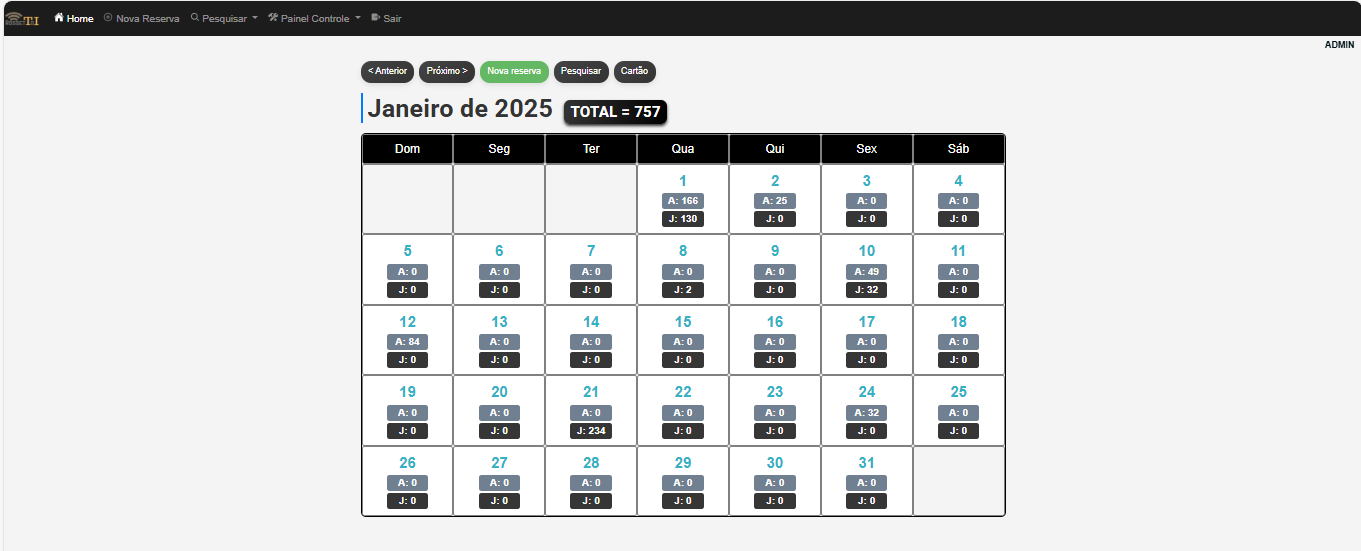 TI Home Nova Reserva Pesquisar Painel Controle Sair
ADMIN
< Anterior Próximo > Nova reserva Pesquisar Cartão
Janeiro de 2025 TOTAL = 757
Dom Seg Ter Qua Qui Sex Sáb
1 2 3 4
A: 166 A: 25 A: 0 A: 0
J: 130 J: 0 J: 0 J: 0
5 6 7 8 9 10 11
A: 0 A: 0 A: 0 A: 0 A: 0 A: 49 A: 0
J: 0 J: 0 J: 0 J: 2 J: 0 J: 32 J: 0
12 13 14 15 16 17 18
A: 84 A: 0 A: 0 A: 0 A: 0 A: 0 A: 0
J: 0 J: 0 J: 0 J: 0 J: 0 J: 0 J: 0
19 20 21 22 23 24 25
A: 0 A: 0 A: 0 A: 0 A: 0 A: 32 A: 0
J: 0 J: 0 J: 234 J: 0 J: 0 J: 0 J: 0
26 27 28 29 30 31
A: 0 A: 0 A: 0 A: 0 A: 0 A: 0
J: 0 J: 0 J: 0 J: 0 J: 0 J: 0